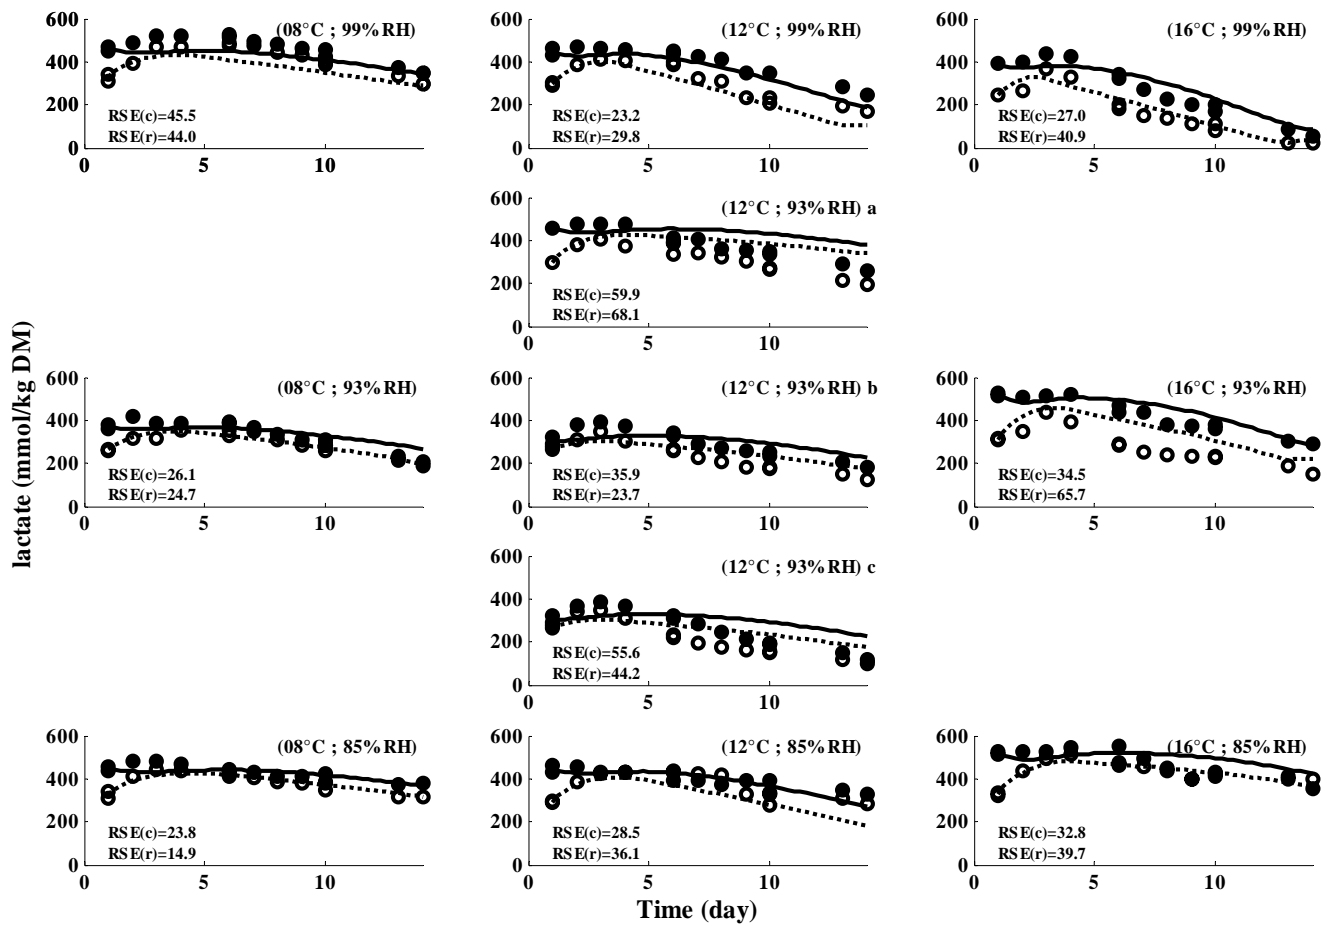 600
400
200
0
0
5
10
(08°C ; 99%RH)
RSE(c)=45.5
RSE(r)=44.0
600
400
200
0
0
5
10
(12°C ; 99%RH)
RSE(c)=23.2
RSE(r)=29.8
600
400
200
0
0
5
10
(16°C ; 99%RH)
RSE(c)=27.0
RSE(r)=40.9
600
400
200
0
0
5
10
(12°C ; 93%RH) a
RSE(c)=59.9
RSE(r)=68.1
lactate (mmol/kg DM)
600
400
200
0
0
5
10
(08°C ; 93%RH)
RSE(c)=26.1
RSE(r)=24.7
600
400
200
0
0
5
10
(12°C ; 93%RH) b
RSE(c)=35.9
RSE(r)=23.7
600
400
200
0
0
5
10
(16°C ; 93%RH)
RSE(c)=34.5
RSE(r)=65.7
600
400
200
0
0
5
10
(12°C ; 93%RH) c
RSE(c)=55.6
RSE(r)=44.2
600
400
200
0
0
5
10
(08°C ; 85%RH)
RSE(c)=23.8
RSE(r)=14.9
600
400
200
0
0
5
10
(12°C ; 85%RH)
RSE(c)=28.5
RSE(r)=36.1
600
400
200
0
0
5
10
(16°C ; 85%RH)
RSE(c)=32.8
RSE(r)=39.7
Time (day)